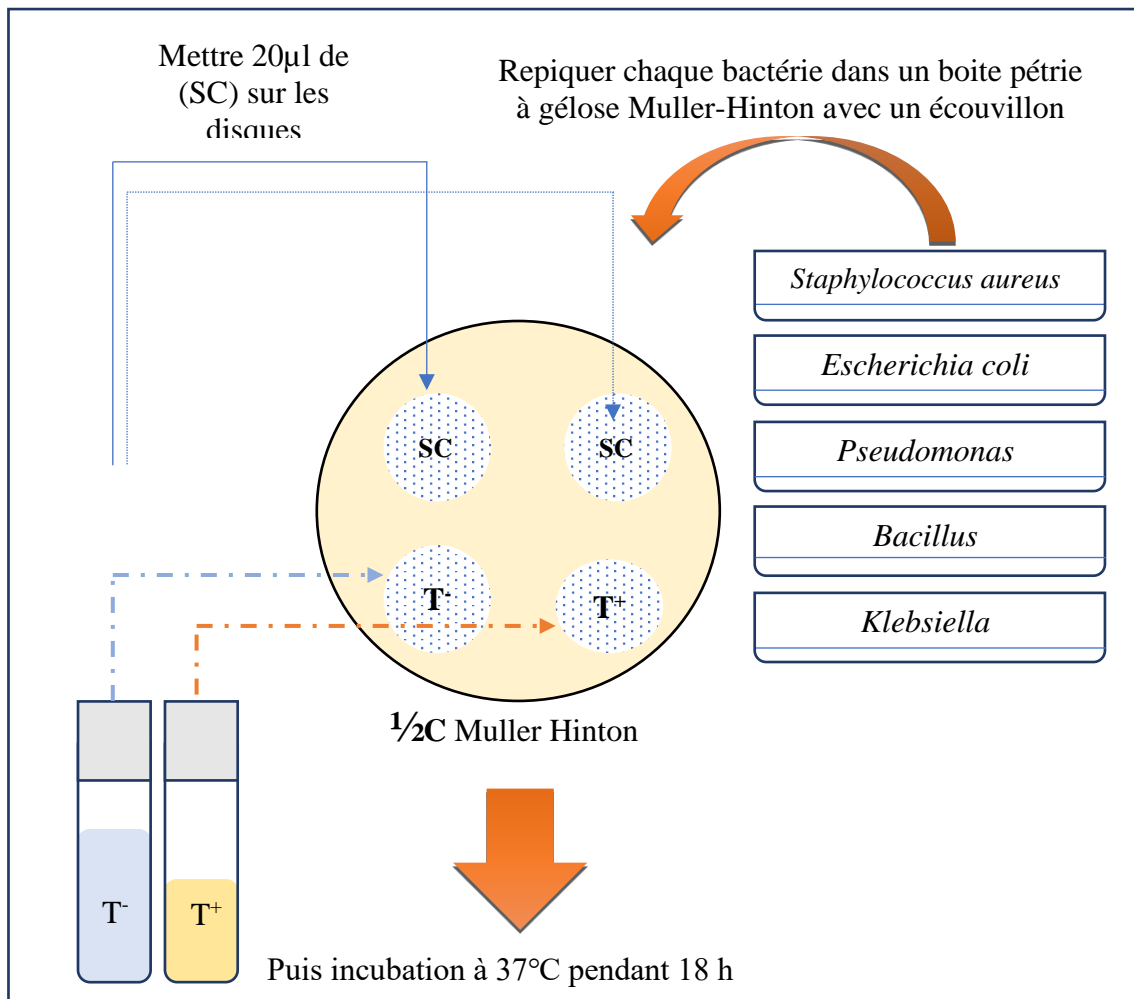 Mettre 20µl de
(SC) sur les
disques
Repiquer chaque bactérie dans un boite pétrie
à gélose Muller-Hinton avec un écouvillon
Staphylococcus aureus
Escherichia coli
Pseudomonas
Bacillus
Klebsiella
SC
SC
T⁻
T⁺
½C Muller Hinton
T⁻
T⁺
Puis incubation à 37°C pendant 18 h